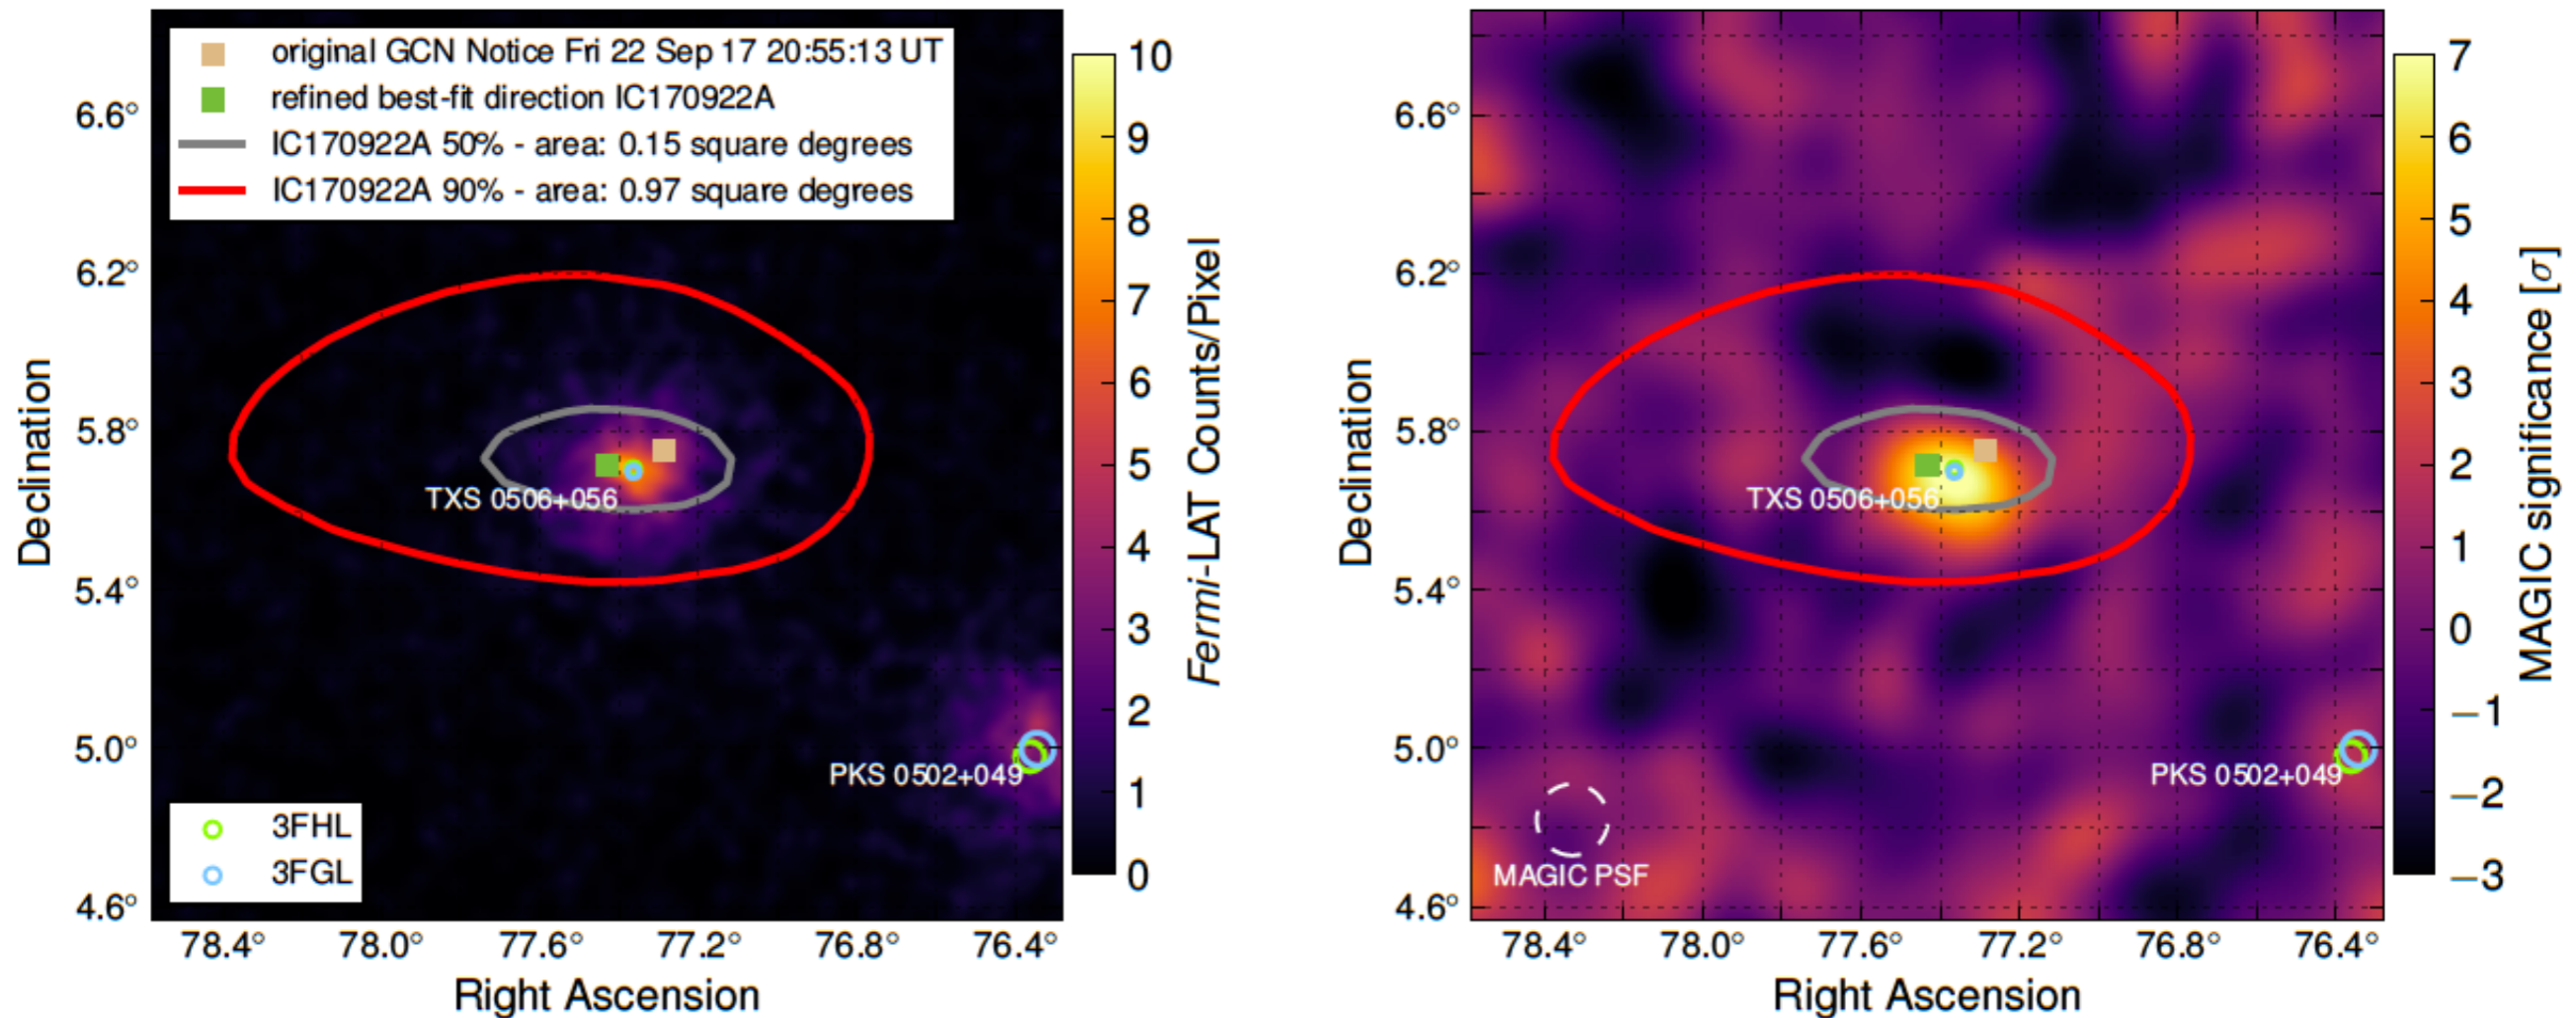 original GCN Notice Fri 22 Sep 17 20:55:13 UT
refined best-fit direction IC170922A
IC170922A 50% - area: 0.15 square degrees
IC170922A 90% - area: 0.97 square degrees
6.6°
6.2°
5.8°
5.4°
5.0°
4.6°
Declination
TXS 0506+056
PKS 0502+049
3FHL
3FGL
78.4°
78.0°
77.6°
77.2°
76.8°
76.4°
Right Ascension
10
9
8
7
6
5
4
3
2
1
0
Fermi-LAT Counts/Pixel
6.6°
6.2°
5.8°
5.4°
5.0°
4.6°
Declination
TXS 0506+056
PKS 0502+049
MAGIC PSF
78.4°
78.0°
77.6°
77.2°
76.8°
76.4°
Right Ascension
7
6
5
4
3
2
1
0
−1
−2
−3
MAGIC significance [σ]